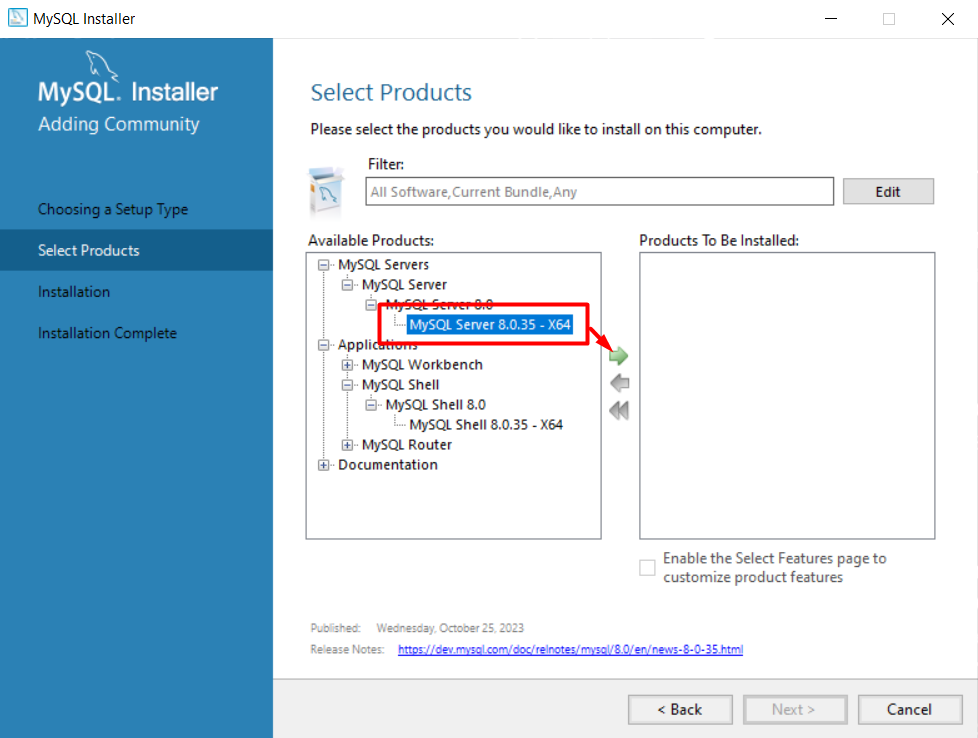 MySQL Installer
MySQL. Installer
Adding Community
Choosing a Setup Type
Select Products
Installation
Installation Complete
Select Products
Please select the products you would like to install on this computer.
Filter:
All Software,Current Bundle,Any
Edit
Available Products:
MySQL Servers
MySQL Server
MySQL Server 8.0
MySQL Server 8.0.35 - X64
Applications
MySQL Workbench
MySQL Shell
MySQL Shell 8.0
MySQL Shell 8.0.35 - X64
MySQL Router
Documentation
Products To Be Installed:
Enable the Select Features page to
customize product features
Published: Wednesday, October 25, 2023
Release Notes: https://dev.mysql.com/doc/relnotes/mysql/8.0/en/news-8-0-35.html
< Back
Next >
Cancel